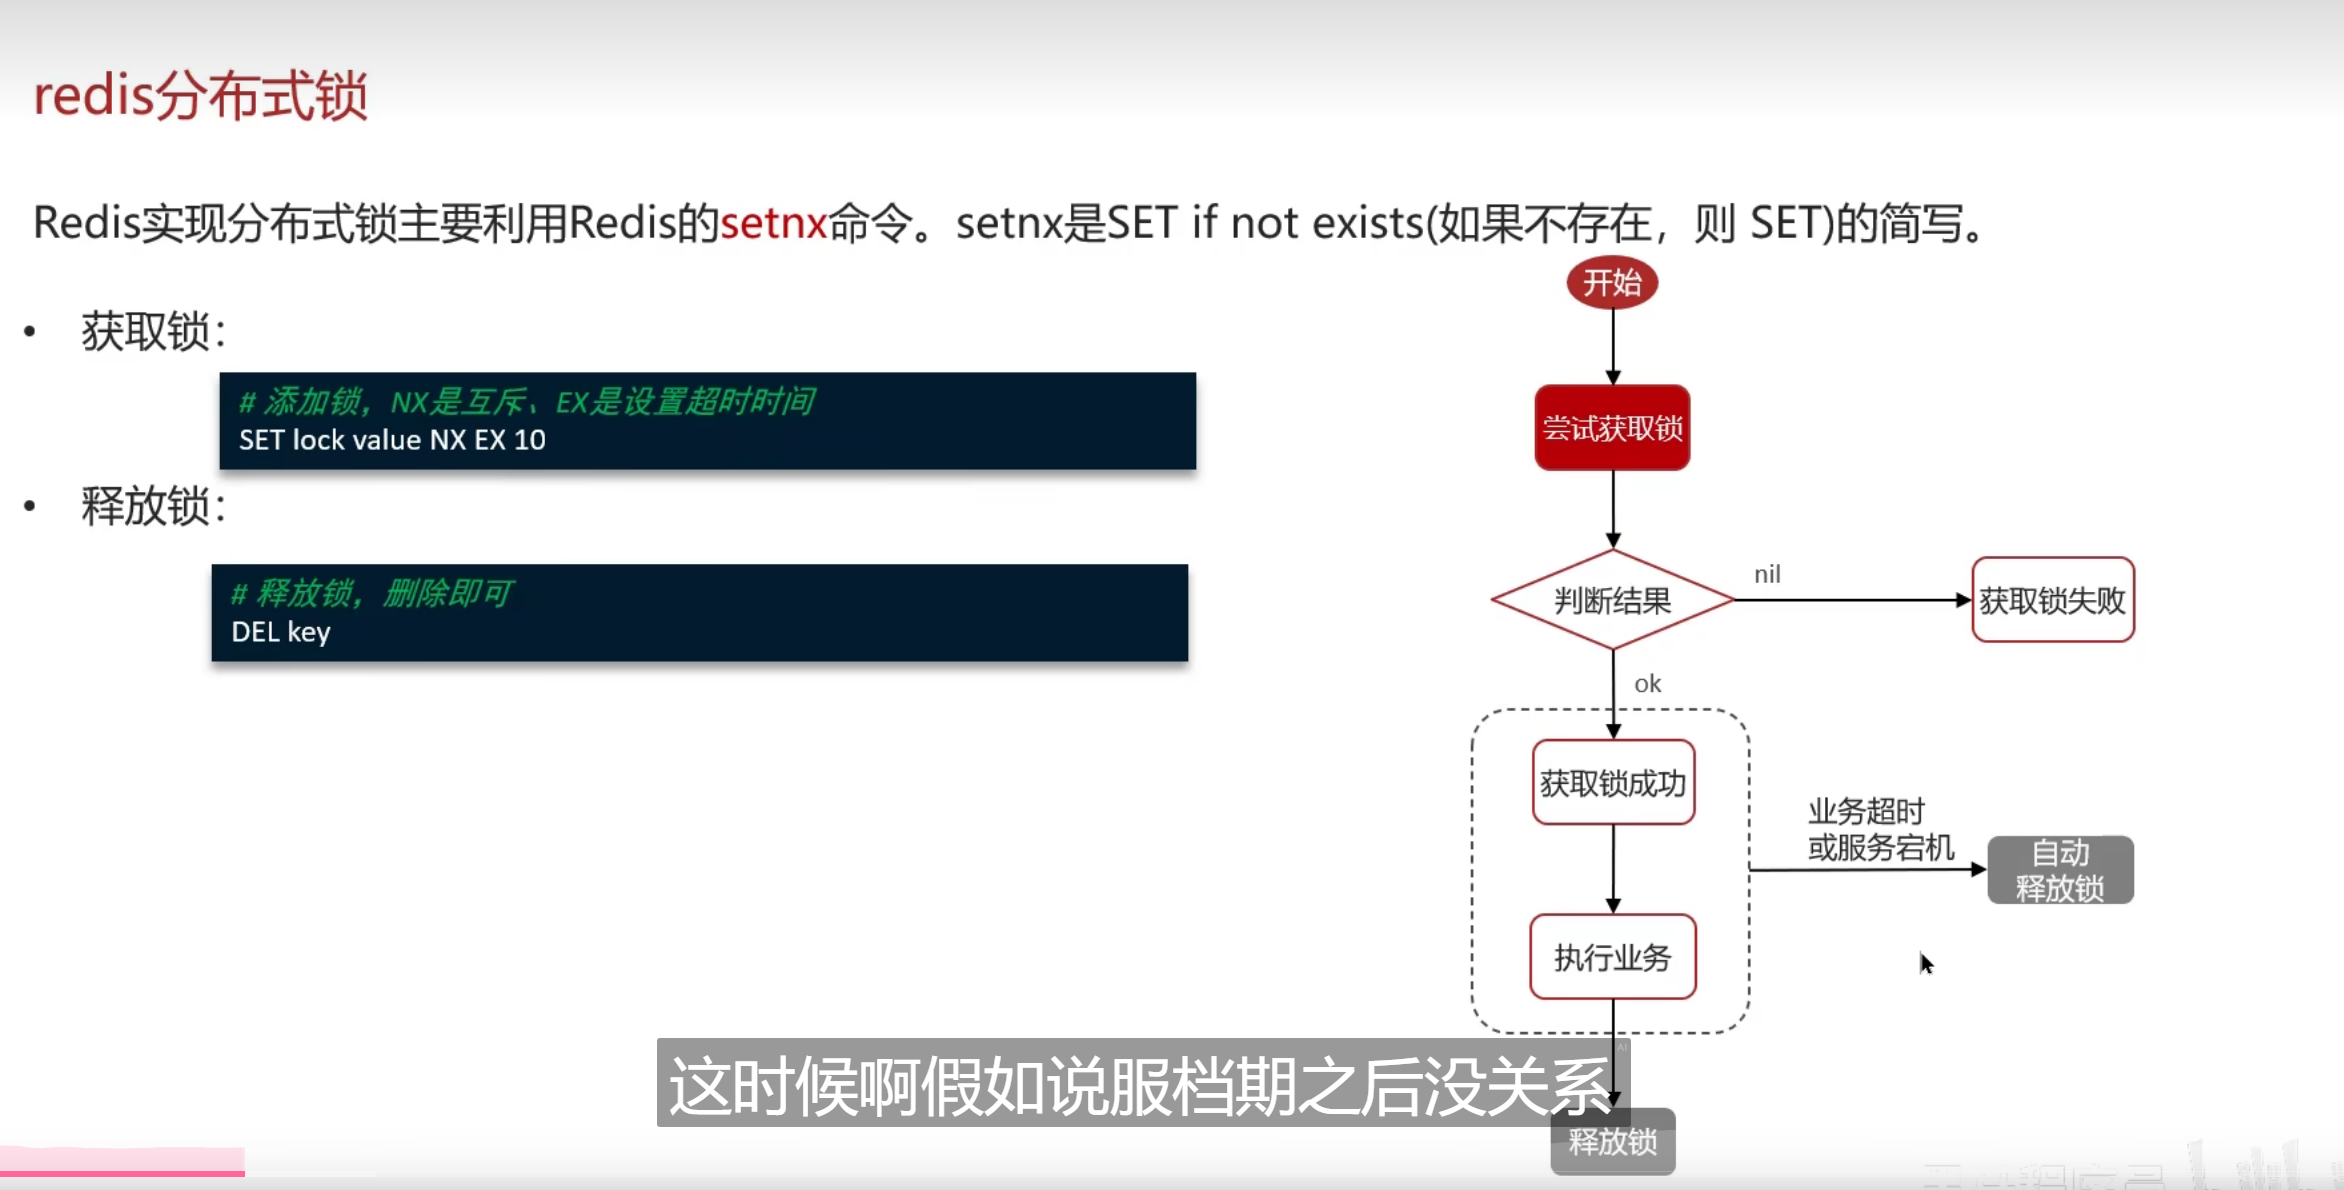 redis分布式锁
Redis实现分布式锁主要利用Redis的setnx命令。setnx是SET if not exists(如果不存在，则 SET)的简写。
• 获取锁：
# 添加锁，NX是互斥、EX是设置超时时间
SET lock value NX EX 10
• 释放锁：
# 释放锁，删除即可
DEL key
开始
尝试获取锁
判断结果
nil
获取锁失败
ok
获取锁成功
业务超时
或服务宕机
自动
释放锁
执行业务
这时候啊假如说服档期之后没关系
AI
释放锁